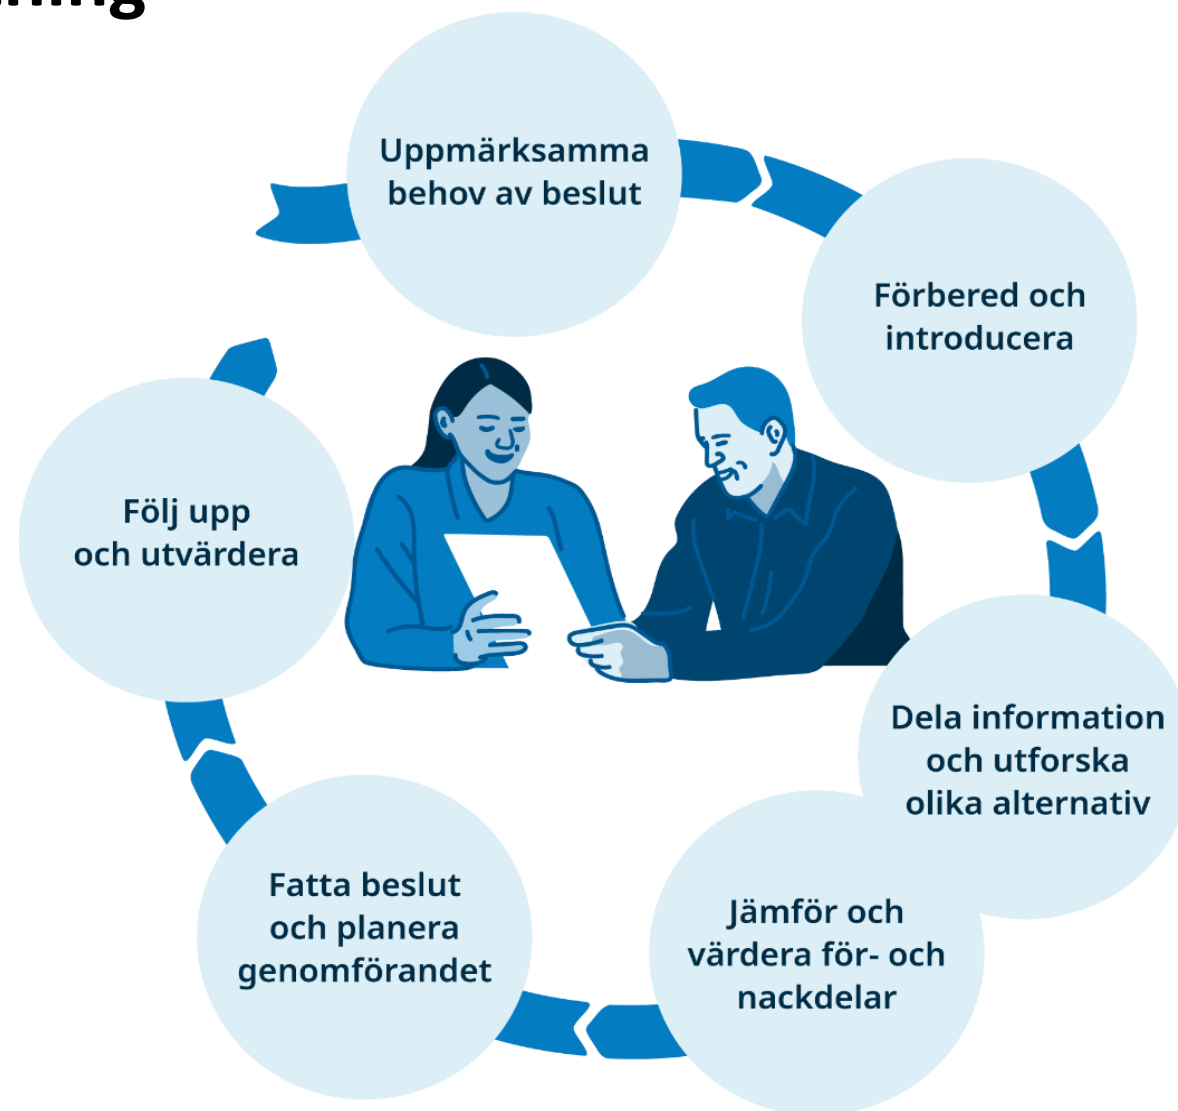 Uppmärksamma
behov av beslut
Förbered och
introducera
Dela information
och utforska
olika alternativ
Jämför och
värdera för- och
nackdelar
Fatta beslut
och planera
genomförandet
Följ upp
och utvärdera